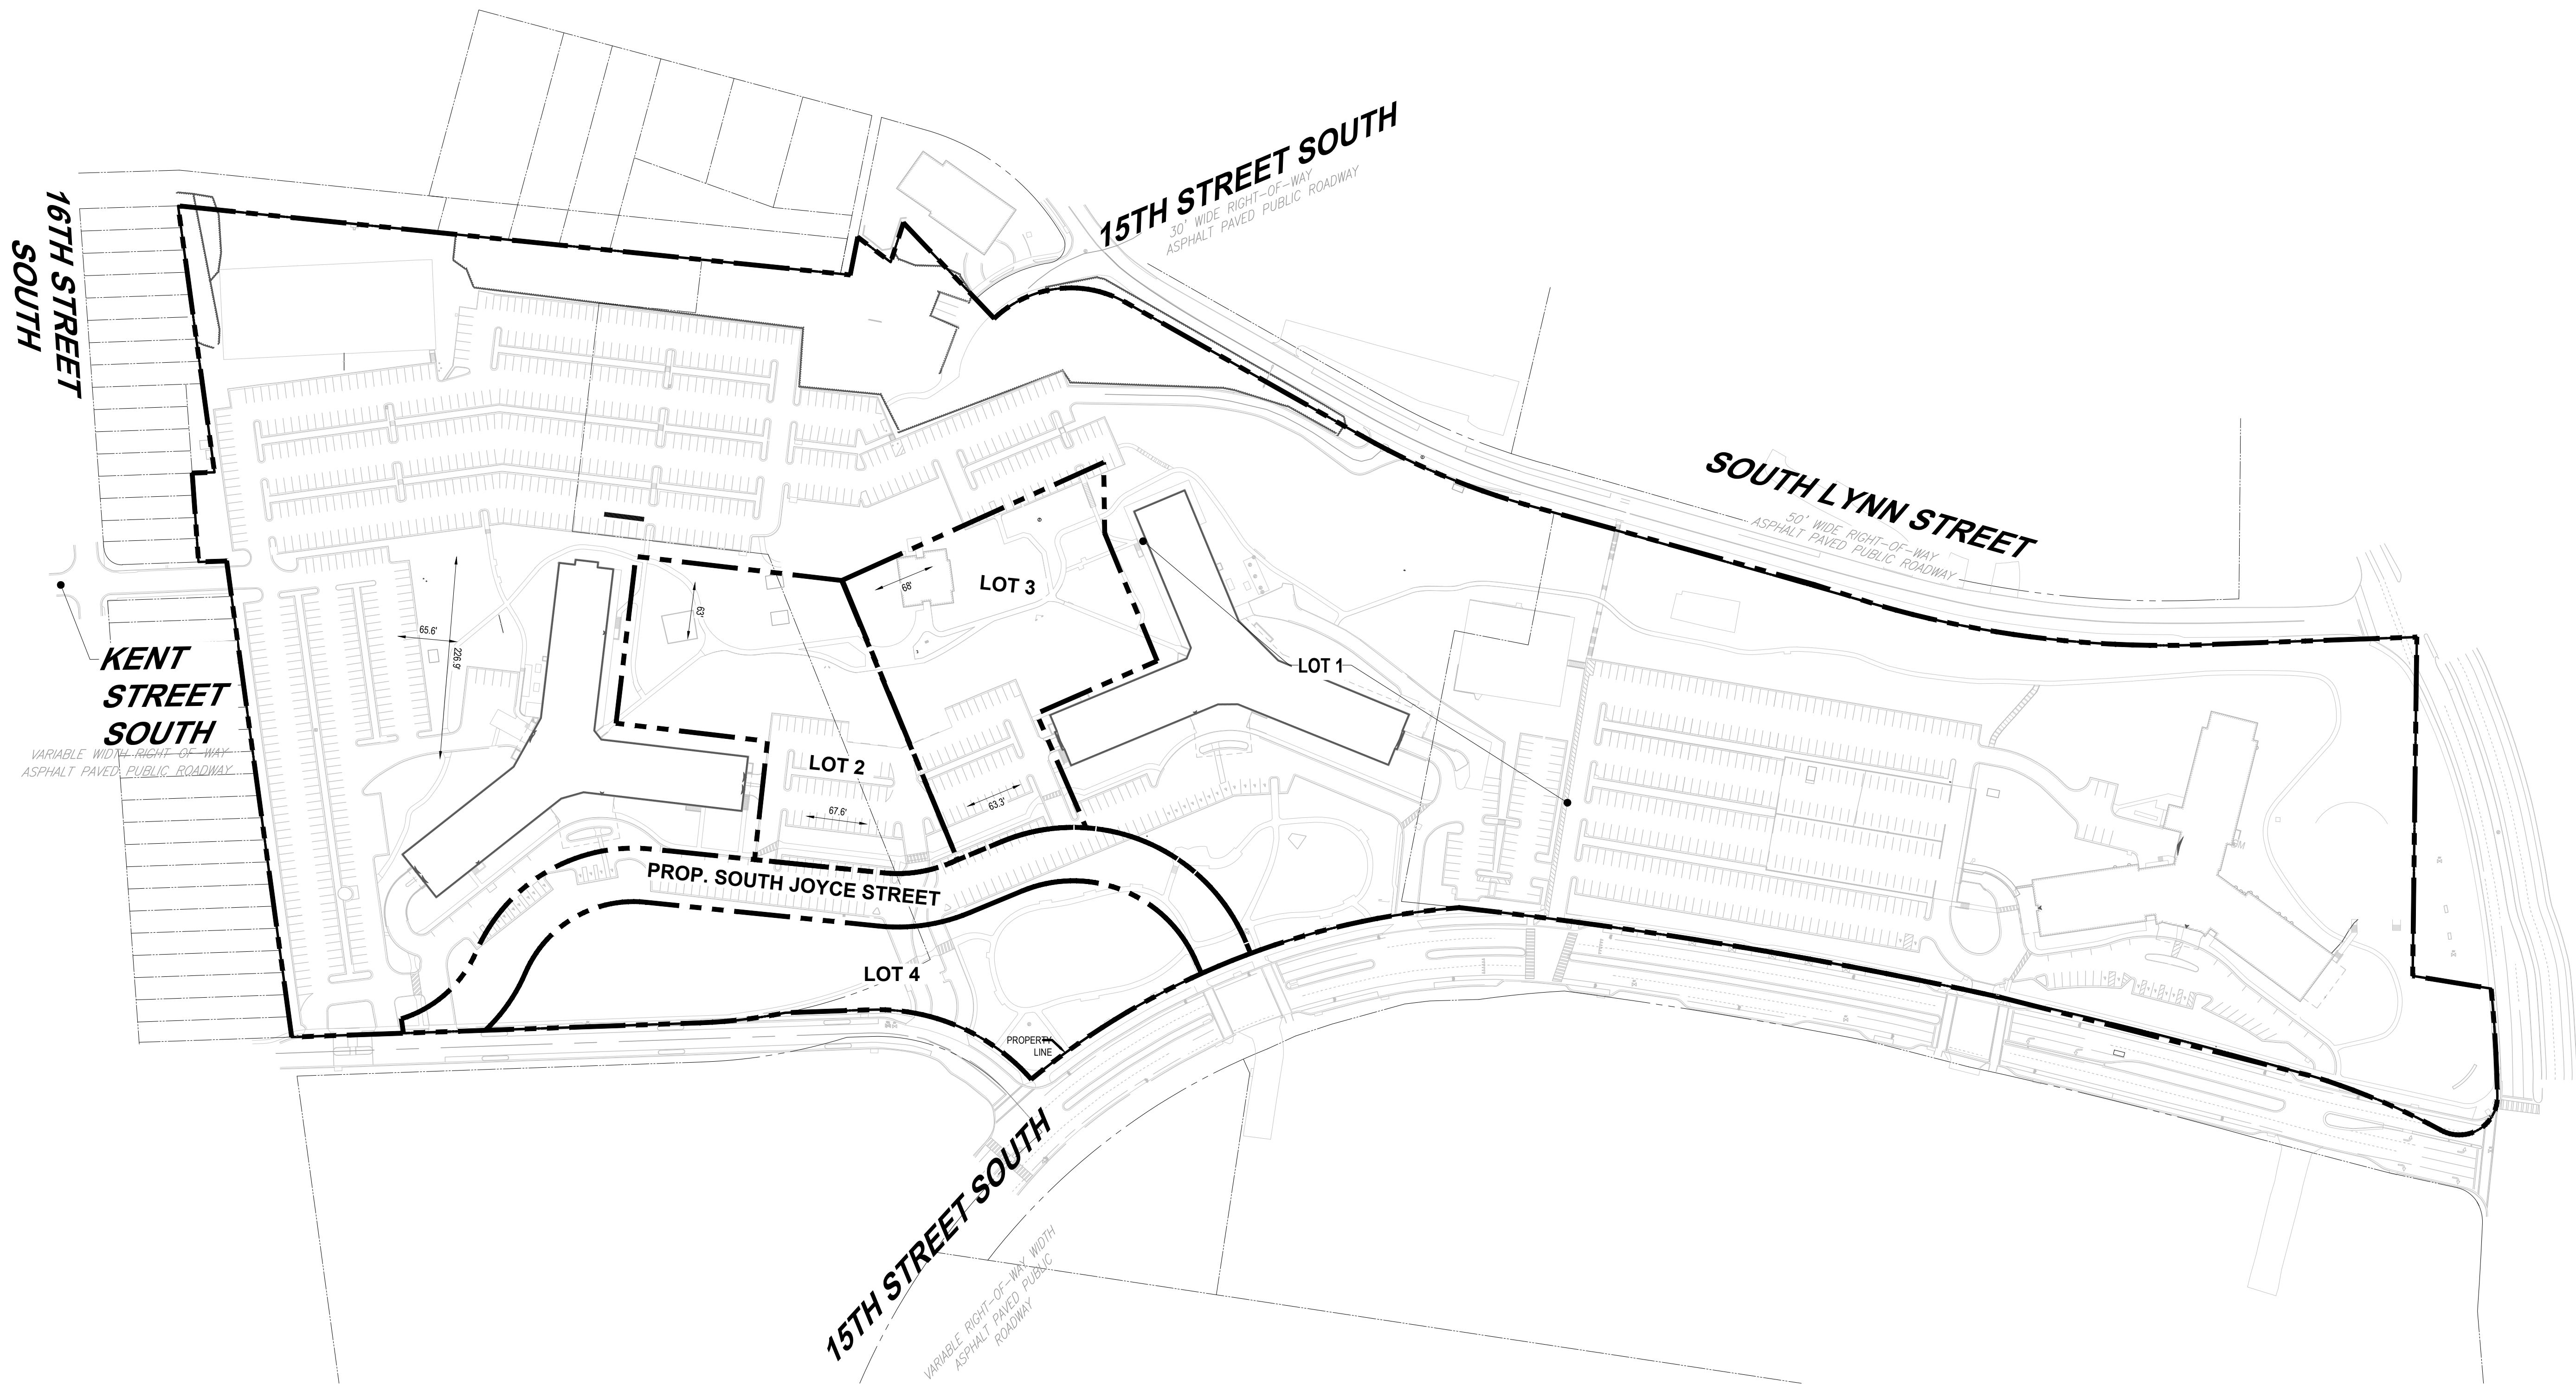 15TH STREET SOUTH
30' WIDE RIGHT-OF-WAY
ASPHALT PAVED PUBLIC ROADWAY
16TH STREET
SOUTH
SOUTH LYNN STREET
50' WIDE RIGHT-OF-WAY
ASPHALT PAVED PUBLIC ROADWAY
LOT 3
68'
63'
65.6'
226.9'
KENT
STREET
SOUTH
VARIABLE WIDTH RIGHT-OF-WAY
ASPHALT PAVED PUBLIC ROADWAY
LOT 1
LOT 2
67.6'
63.3'
PROP. SOUTH JOYCE STREET
LOT 4
PROPERTY
LINE
15TH STREET SOUTH
VARIABLE RIGHT-OF-WAY WIDTH
ASPHALT PAVED PUBLIC
ROADWAY